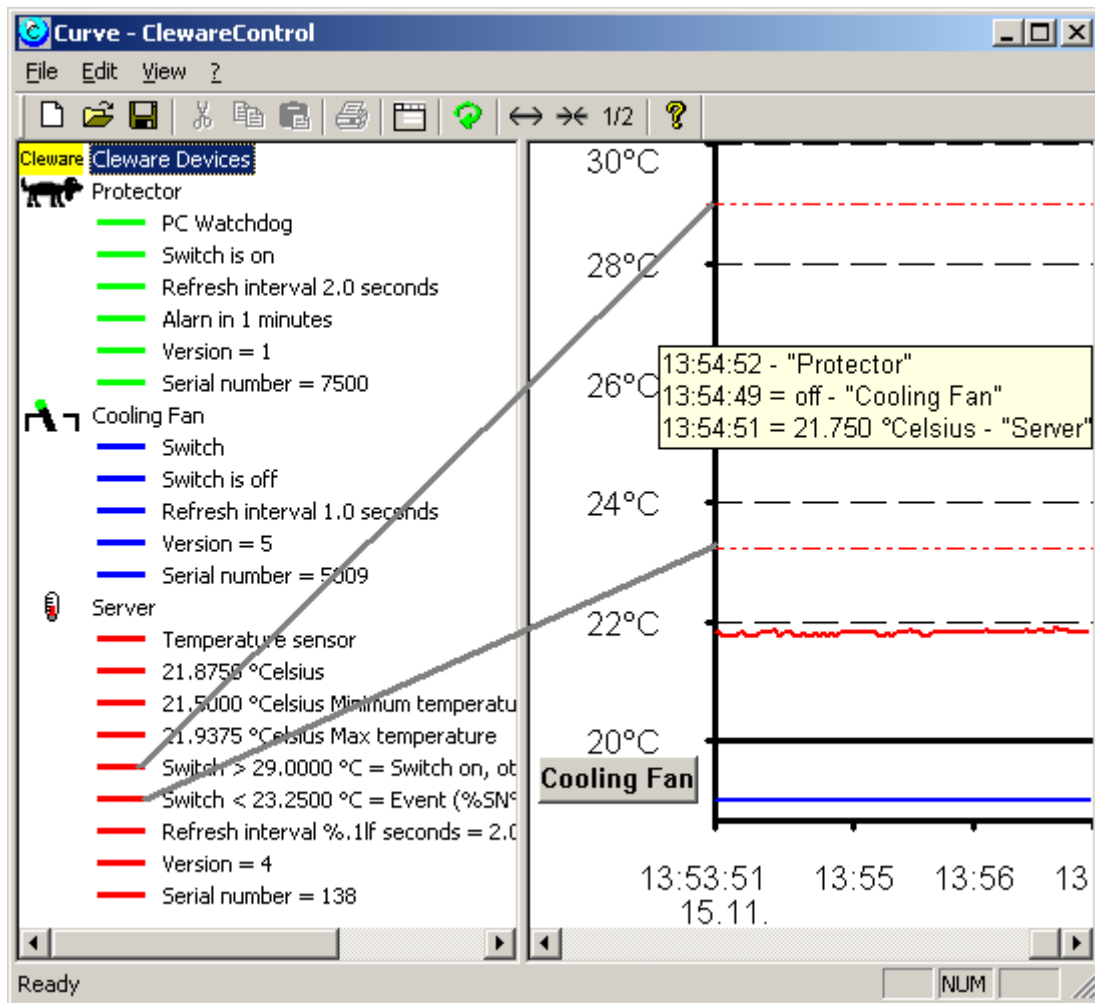 Curve - ClewareControl
File Edit View ?
1/2
Cleware Cleware Devices
Protector
PC Watchdog
Switch is on
Refresh interval 2.0 seconds
Alarn in 1 minutes
Version = 1
Serial number = 7500
Cooling Fan
Switch
Switch is off
Refresh interval 1.0 seconds
Version = 5
Serial number = 5009
Server
Temperature sensor
21.8750 °Celsius
21.5000 °Celsius Minimum temperatu
21.9375 °Celsius Max temperature
Switch > 29.0000 °C = Switch on, ot
Switch < 23.2500 °C = Event (%SN°
Refresh interval %.1lf seconds = 2.0
Version = 4
Serial number = 138
30°C
28°C
26°C
24°C
22°C
20°C
13:54:52 - "Protector"
13:54:49 = off - "Cooling Fan"
13:54:51 = 21.750 °Celsius - "Server"
Cooling Fan
13:53:51 13:55 13:56 13
15.11.
Ready NUM